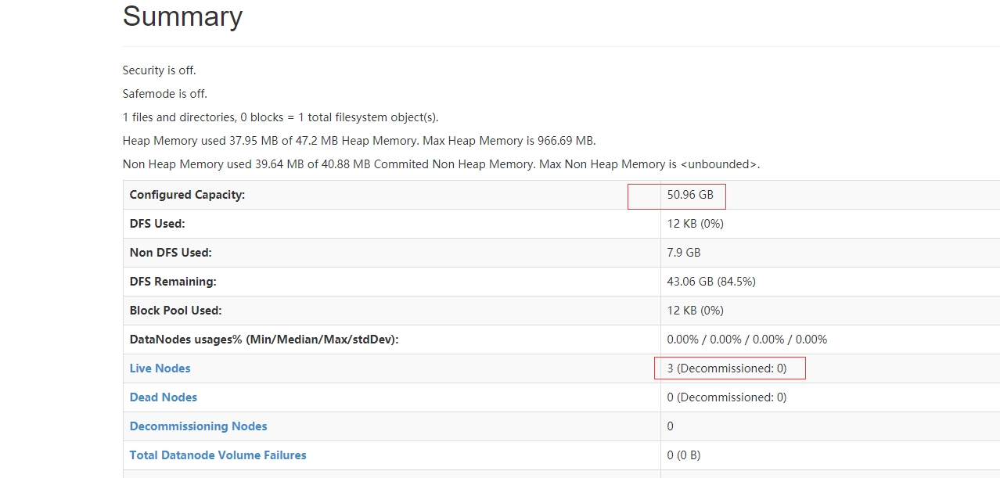 Summary
Security is off.
Safemode is off.
1 files and directories, 0 blocks = 1 total filesystem object(s).
Heap Memory used 37.95 MB of 47.2 MB Heap Memory. Max Heap Memory is 966.69 MB.
Non Heap Memory used 39.64 MB of 40.88 MB Commited Non Heap Memory. Max Non Heap Memory is <unbounded>.
Configured Capacity: 50.96 GB
DFS Used: 12 KB (0%)
Non DFS Used: 7.9 GB
DFS Remaining: 43.06 GB (84.5%)
Block Pool Used: 12 KB (0%)
DataNodes usages% (Min/Median/Max/stdDev): 0.00% / 0.00% / 0.00% / 0.00%
Live Nodes 3 (Decommissioned: 0)
Dead Nodes 0 (Decommissioned: 0)
Decommissioning Nodes 0
Total Datanode Volume Failures 0 (0 B)